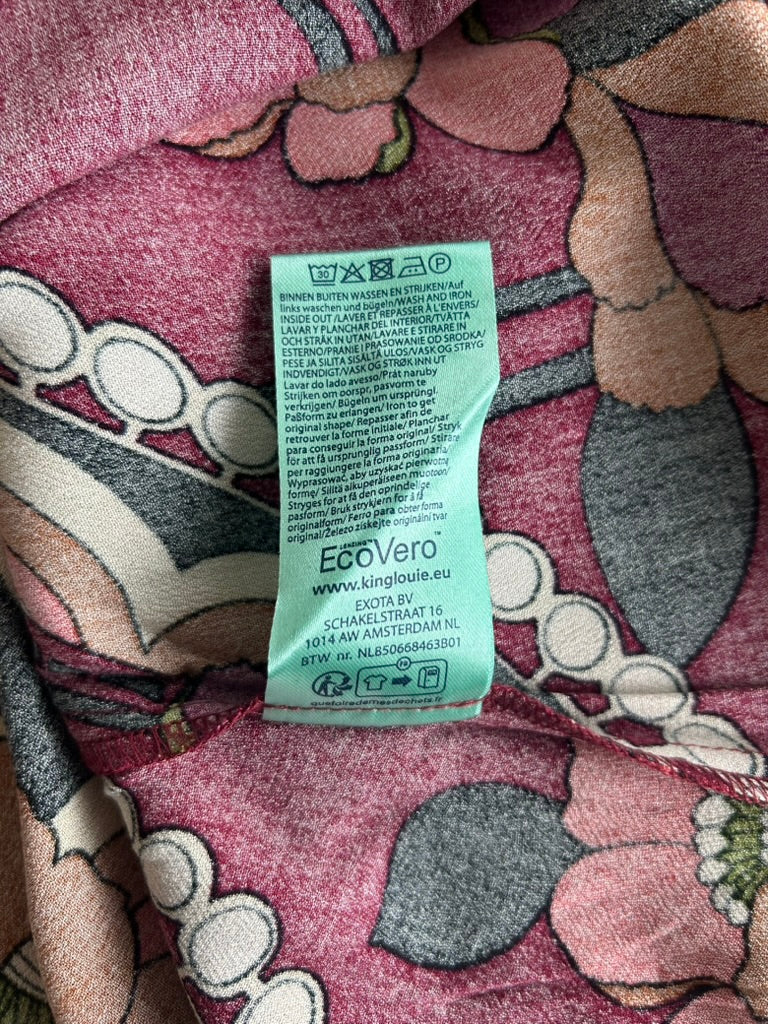 30 P
BINNEN BUITEN WASSEN EN STRIJKEN/Auf
links waschen und bügeln/WASH AND IRON
INSIDE OUT /LAVER ET REPASSER À L'ENVERS/
LAVAR Y PLANCHAR DEL INTERIOR/TVÄTTA
OCH STRÄK IN UTAN/LAVARE E STIRARE IN
ESTERNO/PRANIE I PRASOWANIE OD SRODKA/
PESE JA SILITA SISÄLTÄ ULOS/VASK OG STRYG
INDVENDIGT/VASK OG STRØK INN UT
Lavar do lado avesso/Prát naruby
Strijken om oorspr. pasvorm te
verkrijgen/ Bügeln um ursprüngl.
Paßform zu erlangen/ Iron to get
original shape/ Repasser afin de
retrouver la forme initiale/ Planchar
para conseguir la forma original/ Stryk
för att få ursprunglig passform/ Stirare
per raggiungere la forma originaria/
Wyprasować, aby uzyskać pierwotną
formę/ Silitä alkuperäiseen muotoon/
Stryges for at få den oprindelige
pasform/ Bruk strykjern for å få
originalform/ Ferro para obter forma
original/Železo získejte originální tvar
LENZING™
EcoVero™
www.kinglouie.eu
EXOTA BV
SCHAKELSTRAAT 16
1014 AW AMSTERDAM NL
BTW nr. NL850668463B01
FR
quefairedemesdechets.fr